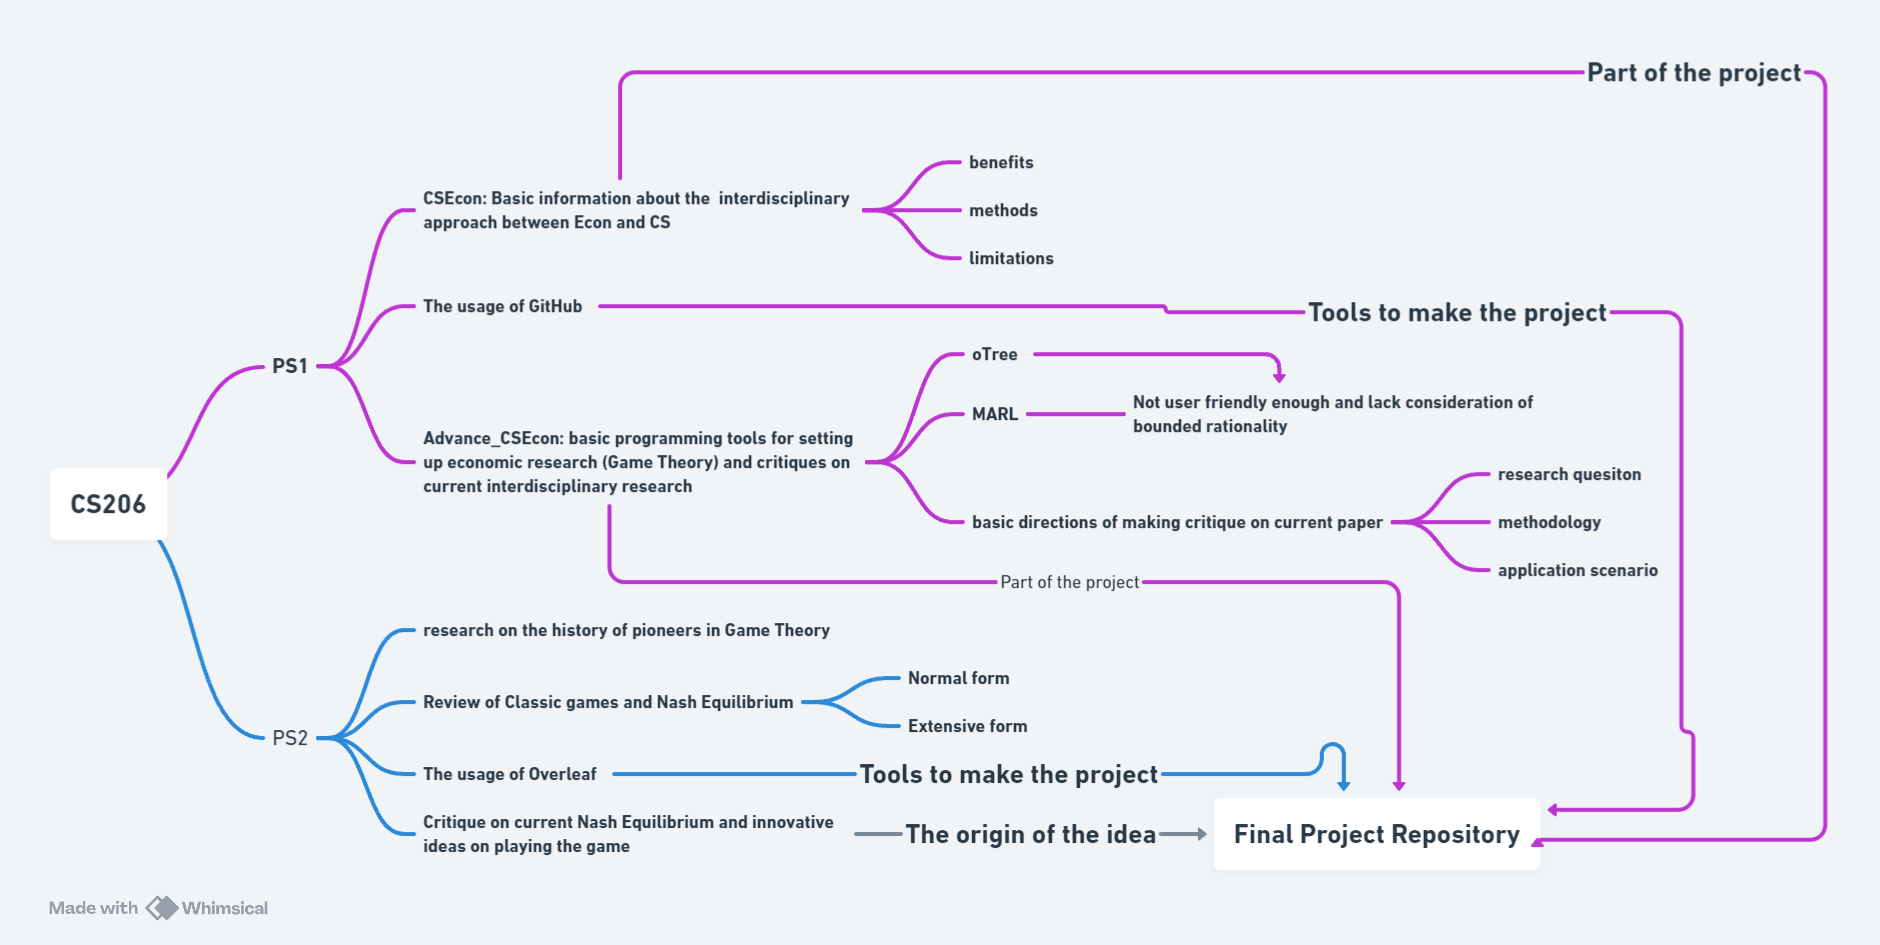 Part of the project
benefits
CSEcon: Basic information about the  interdisciplinary
approach between Econ and CS
methods
limitations
The usage of GitHub
Tools to make the project
PS1
oTree
MARL
Not user friendly enough and lack consideration of
bounded rationality
Advance_CSEcon: basic programming tools for setting
up economic research (Game Theory) and critiques on
current interdisciplinary research
research quesiton
basic directions of making critique on current paper
methodology
application scenario
CS206
Part of the project
research on the history of pioneers in Game Theory
Normal form
Review of Classic games and Nash Equilibrium
Extensive form
PS2
The usage of Overleaf
Tools to make the project
Critique on current Nash Equilibrium and innovative
ideas on playing the game
The origin of the idea
Final Project Repository
Made with Whimsical